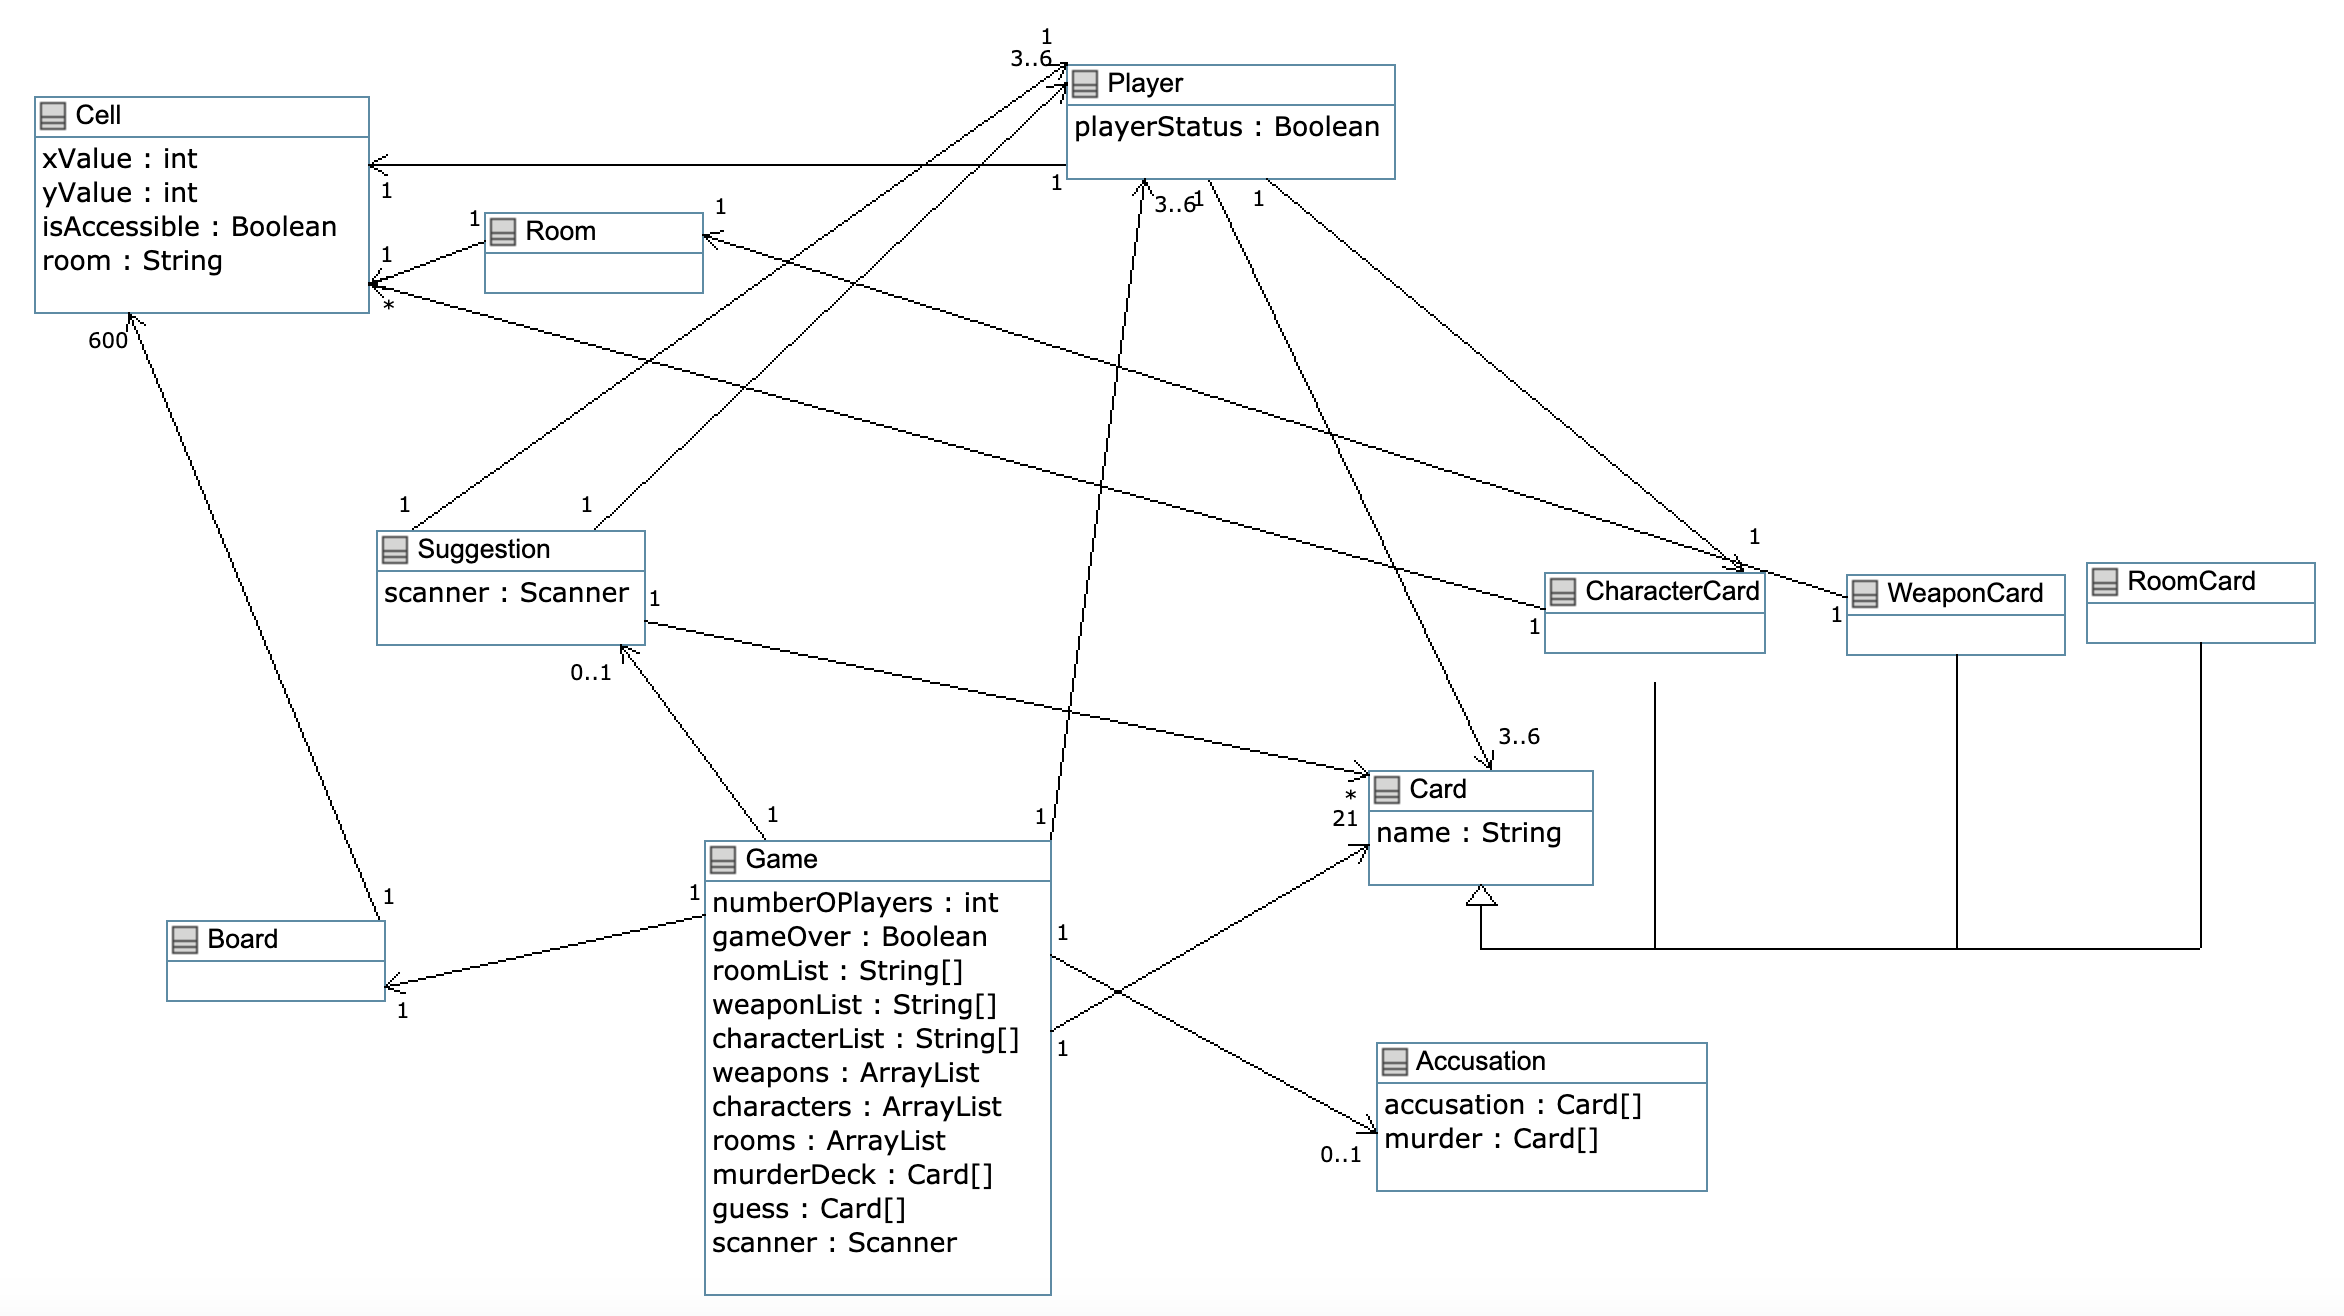 1
3..6
Player
playerStatus : Boolean
Cell
xValue : int
yValue : int
isAccessible : Boolean
room : String
1
1
3..6
1
1
1
1
Room
1
*
600
1
1
Suggestion
scanner : Scanner
1
0..1
1
CharacterCard
1
WeaponCard
1
RoomCard
3..6
*
21
Card
name : String
1
1
Game
numberOPlayers : int
gameOver : Boolean
roomList : String[]
weaponList : String[]
characterList : String[]
weapons : ArrayList
characters : ArrayList
rooms : ArrayList
murderDeck : Card[]
guess : Card[]
scanner : Scanner
1
1
1
1
Board
1
Accusation
accusation : Card[]
murder : Card[]
0..1